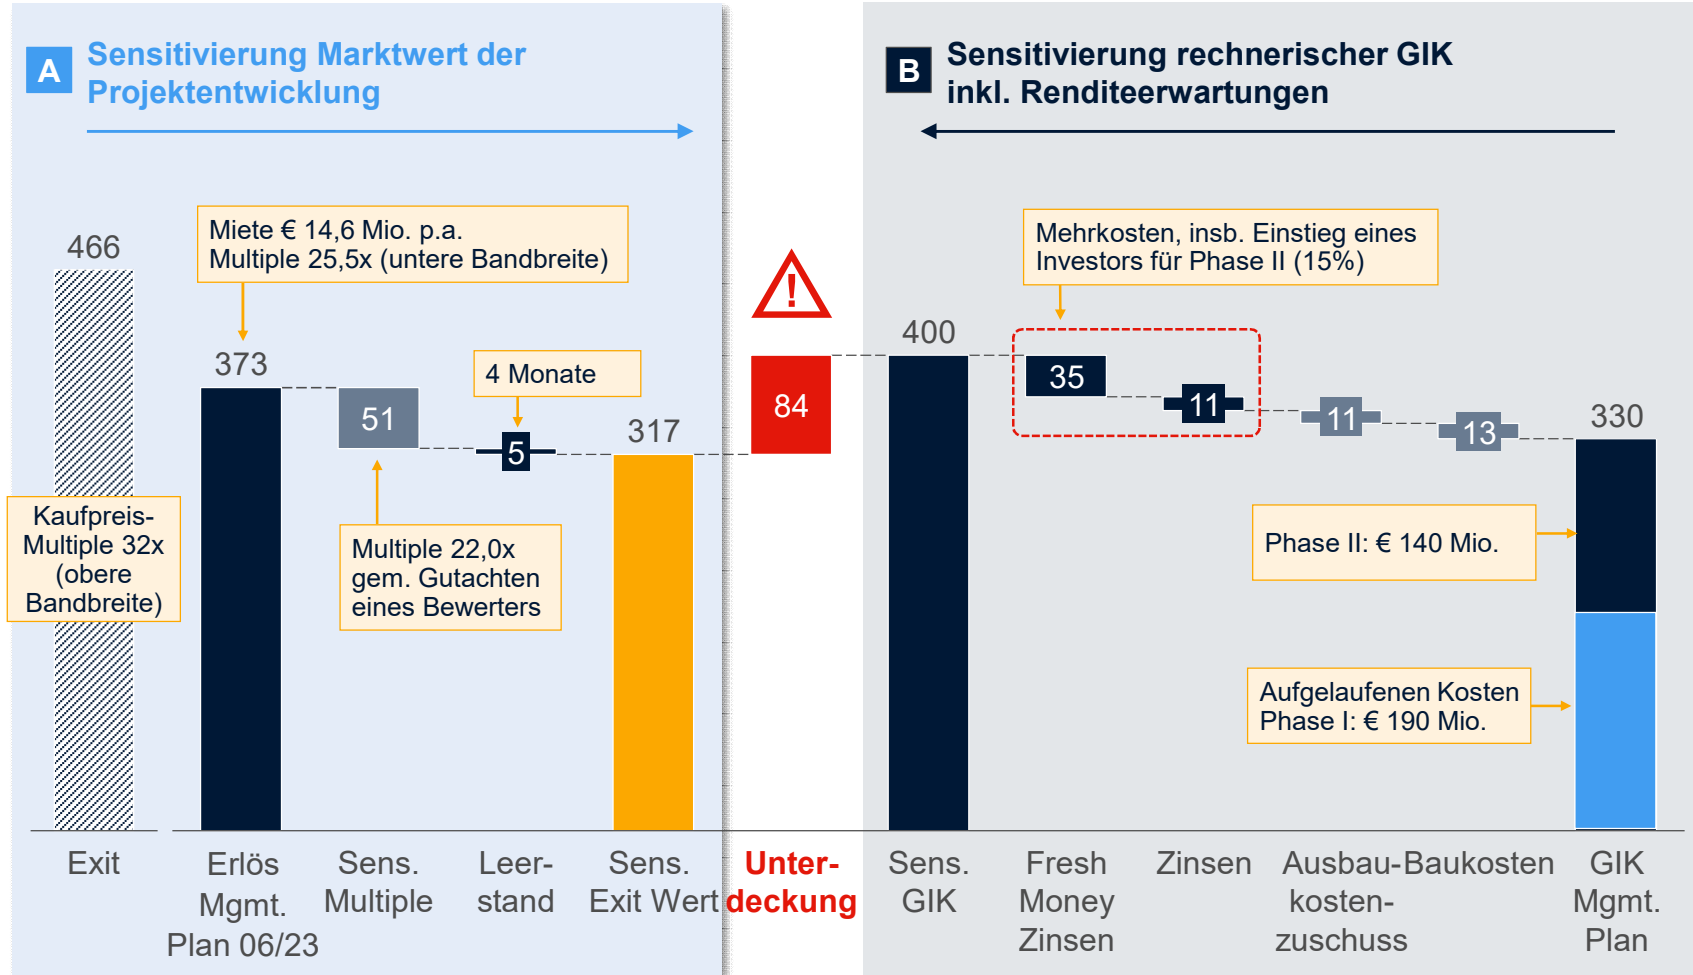 A
Sensitivierung Marktwert der
Projektentwicklung
B
Sensitivierung rechnerischer GIK
inkl. Renditeerwartungen
466
Miete € 14,6 Mio. p.a.
Multiple 25,5x (untere Bandbreite)
373
51
4 Monate
5
317
Kaufpreis-
Multiple 32x
(obere
Bandbreite)
Multiple 22,0x
gem. Gutachten
eines Bewerters
!
84
400
Mehrkosten, insb. Einstieg eines
Investors für Phase II (15%)
35
11
11
13
330
Phase II: € 140 Mio.
Aufgelaufenen Kosten
Phase I: € 190 Mio.
Exit
Erlös
Mgmt.
Plan 06/23
Sens.
Multiple
Leer-
stand
Sens.
Exit Wert
Unter-
deckung
Sens.
GIK
Fresh
Money
Zinsen
Zinsen
Ausbau-
kosten-
zuschuss
Baukosten
GIK
Mgmt.
Plan